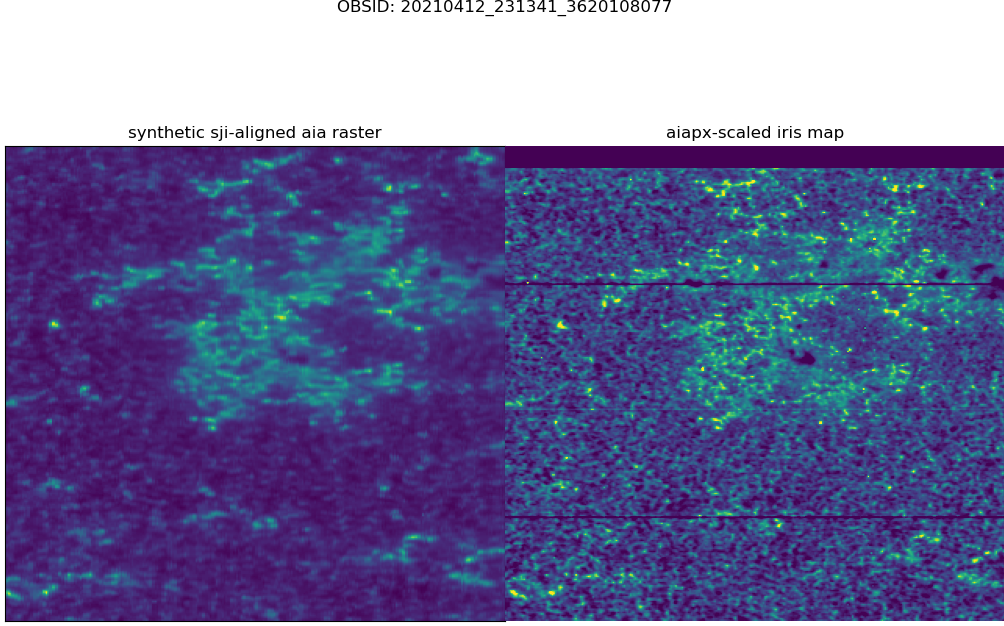 OBSID: 20210412_231341_3620108077
synthetic sji-aligned aia raster
aiapx-scaled iris map